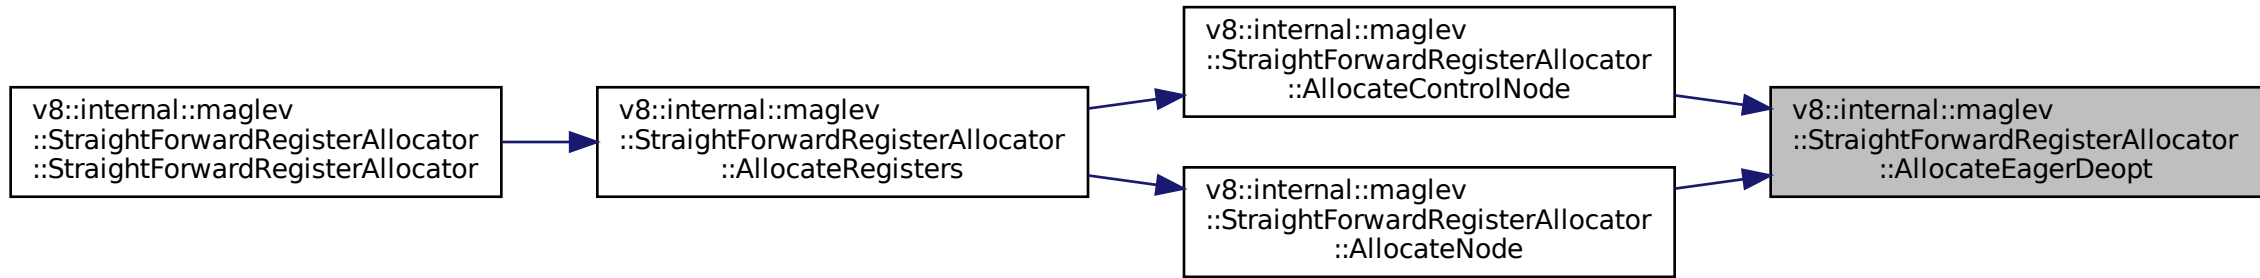 v8::internal::maglev
::StraightForwardRegisterAllocator
::StraightForwardRegisterAllocator
v8::internal::maglev
::StraightForwardRegisterAllocator
::AllocateRegisters
v8::internal::maglev
::StraightForwardRegisterAllocator
::AllocateControlNode
v8::internal::maglev
::StraightForwardRegisterAllocator
::AllocateNode
v8::internal::maglev
::StraightForwardRegisterAllocator
::AllocateEagerDeopt